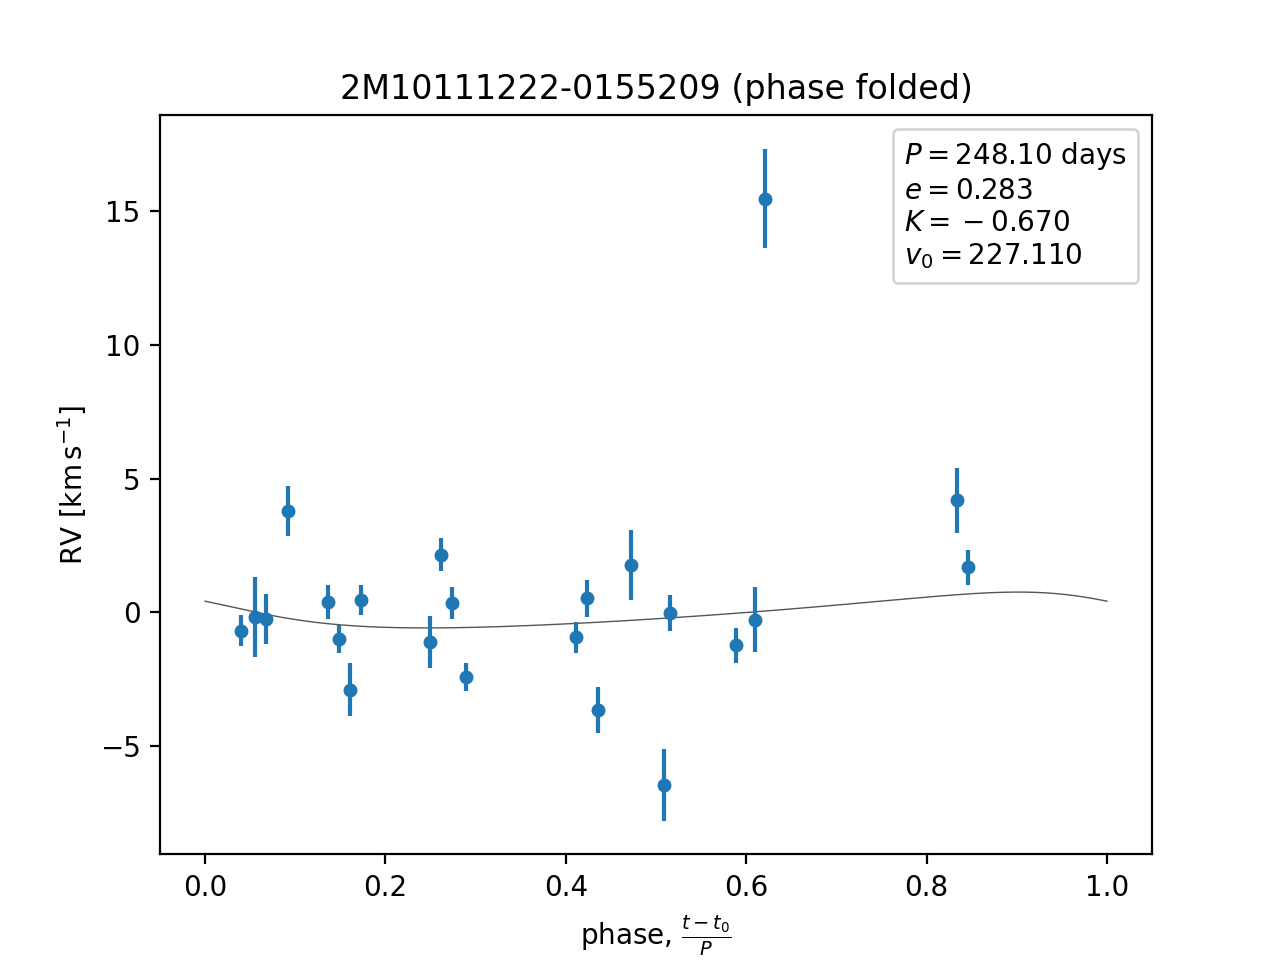 2M10111222-0155209 (phase folded)
P = 248.10 days
e = 0.283
K = −0.670
v₀ = 227.110
15
10
5
0
−5
RV [km s⁻¹]
0.0 0.2 0.4 0.6 0.8 1.0
phase, (t − t₀)/P